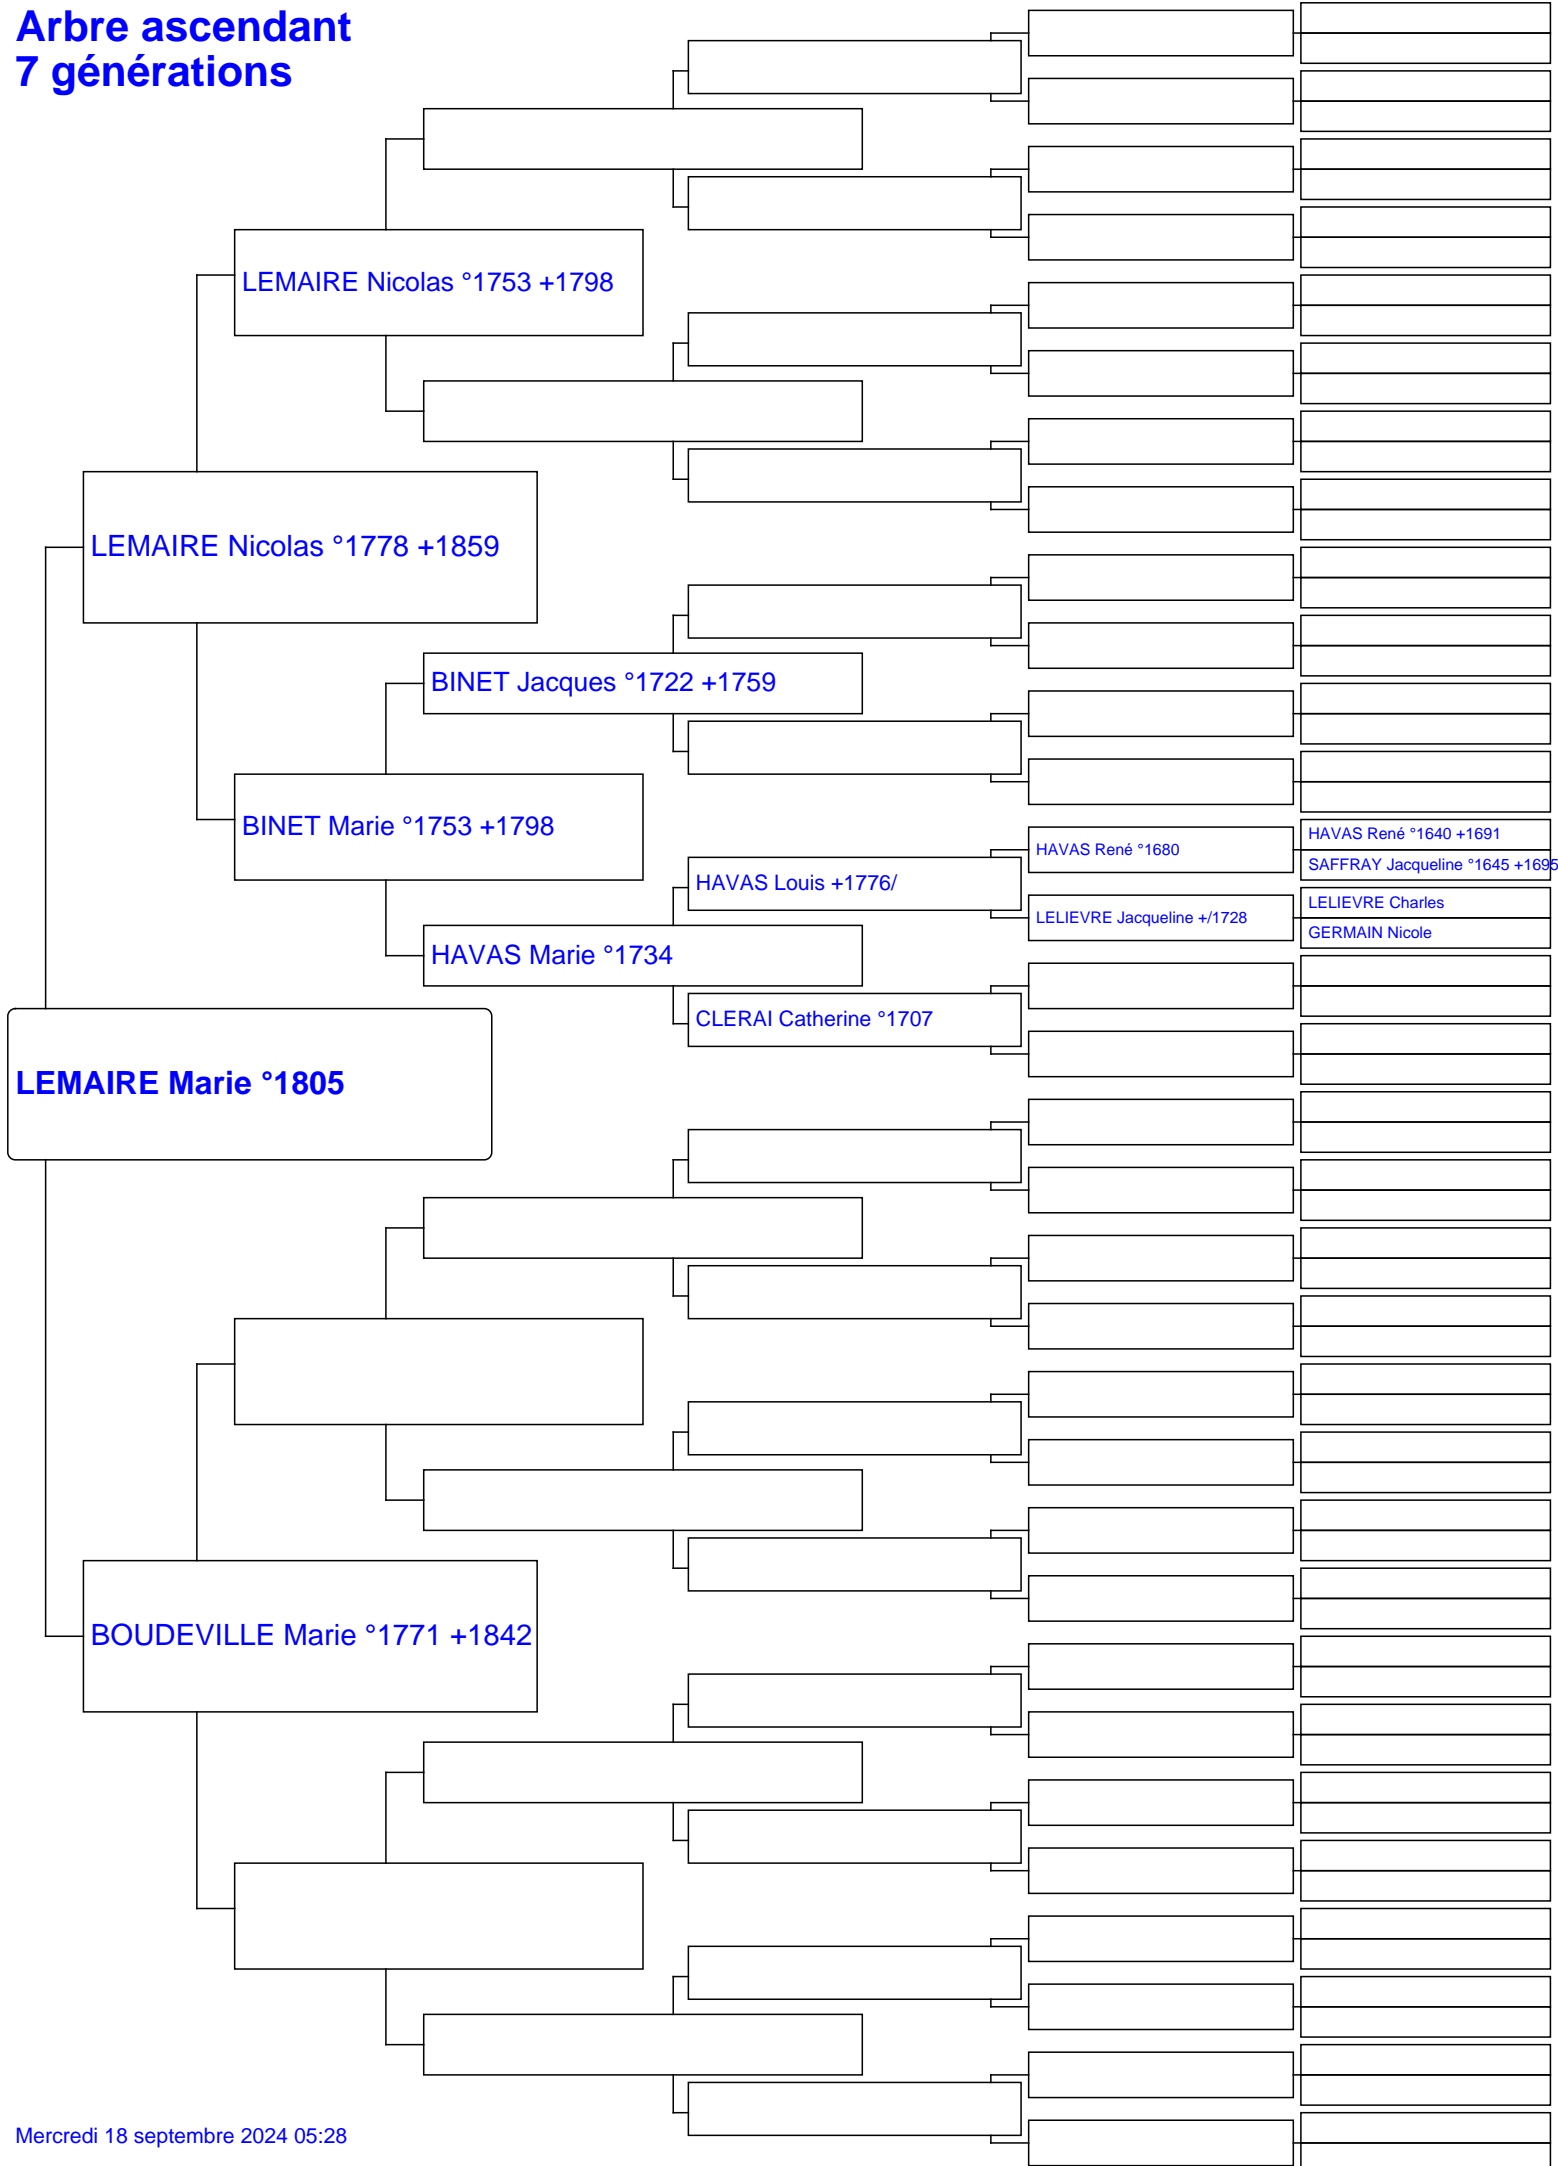 Arbre ascendant
7 générations
LEMAIRE Nicolas °1753 +1798
LEMAIRE Nicolas °1778 +1859
BINET Jacques °1722 +1759
BINET Marie °1753 +1798
HAVAS René °1640 +1691
HAVAS René °1680
SAFFRAY Jacqueline °1645 +1695
HAVAS Louis +1776/
LELIEVRE Charles
LELIEVRE Jacqueline +/1728
GERMAIN Nicole
HAVAS Marie °1734
CLERAI Catherine °1707
LEMAIRE Marie °1805
BOUDEVILLE Marie °1771 +1842
Mercredi 18 septembre 2024 05:28